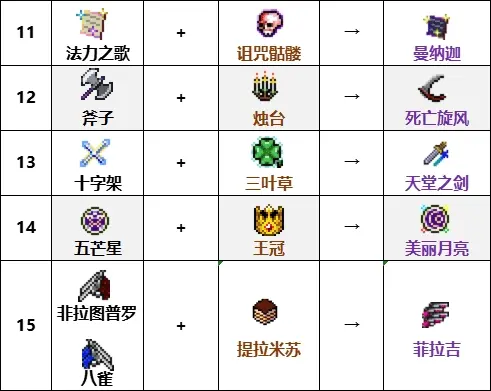 11 法力之歌 + 诅咒骷髅 → 曼纳迦
12 斧子 + 烛台 → 死亡旋风
13 十字架 + 三叶草 → 天堂之剑
14 五芒星 + 王冠 → 美丽月亮
15 非拉图普罗 八雀 + 提拉米苏 → 菲拉吉